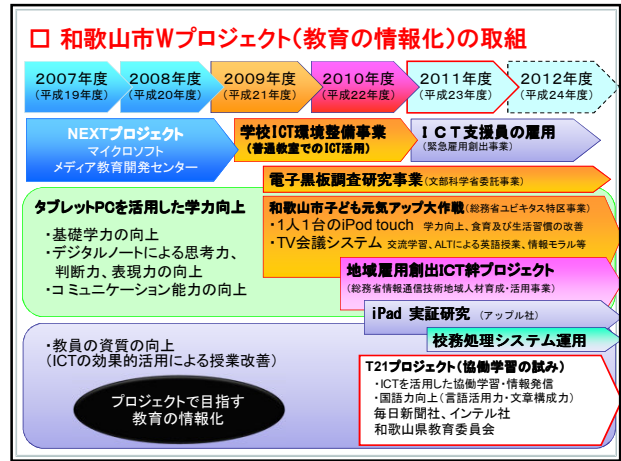 □ 和歌山市Wプロジェクト(教育の情報化)の取組
2007年度 2008年度 2009年度 2010年度 2011年度 2012年度
(平成19年度) (平成20年度) (平成21年度) (平成22年度) (平成23年度) (平成24年度)
NEXTプロジェクト
マイクロソフト
メディア教育開発センター
学校ICT環境整備事業
(普通教室でのICT活用)
ICT支援員の雇用
(緊急雇用創出事業)
電子黒板調査研究事業(文部科学省委託事業)
タブレットPCを活用した学力向上
・基礎学力の向上
・デジタルノートによる思考力、
判断力、表現力の向上
・コミュニケーション能力の向上
和歌山市子ども元気アップ大作戦(総務省ユビキタス特区事業)
・1人1台のiPod touch 学力向上、食育及び生活習慣の改善
・TV会議システム 交流学習、ALTによる英語授業、情報モラル等
地域雇用創出ICT絆プロジェクト
(総務省情報通信技術地域人材育成・活用事業)
iPad 実証研究(アップル社)
校務処理システム運用
・教員の資質の向上
(ICTの効果的活用による授業改善)
プロジェクトで目指す
教育の情報化
T21プロジェクト(協働学習の試み)
・ICTを活用した協働学習・情報発信
・国語力向上(言語活用力・文章構成力)
毎日新聞社、インテル社
和歌山県教育委員会